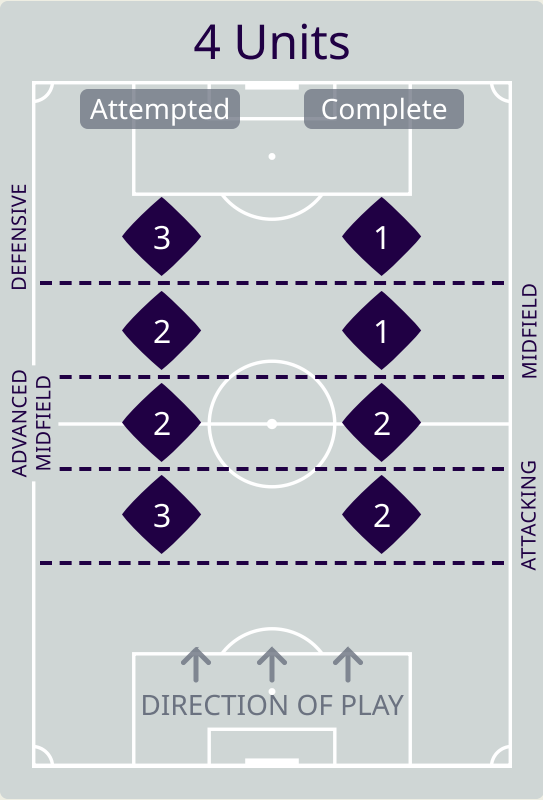 4 Units
Attempted
Complete
DEFENSIVE
3
1
MIDFIELD
2
1
ADVANCED
MIDFIELD
2
2
ATTACKING
3
2
DIRECTION OF PLAY